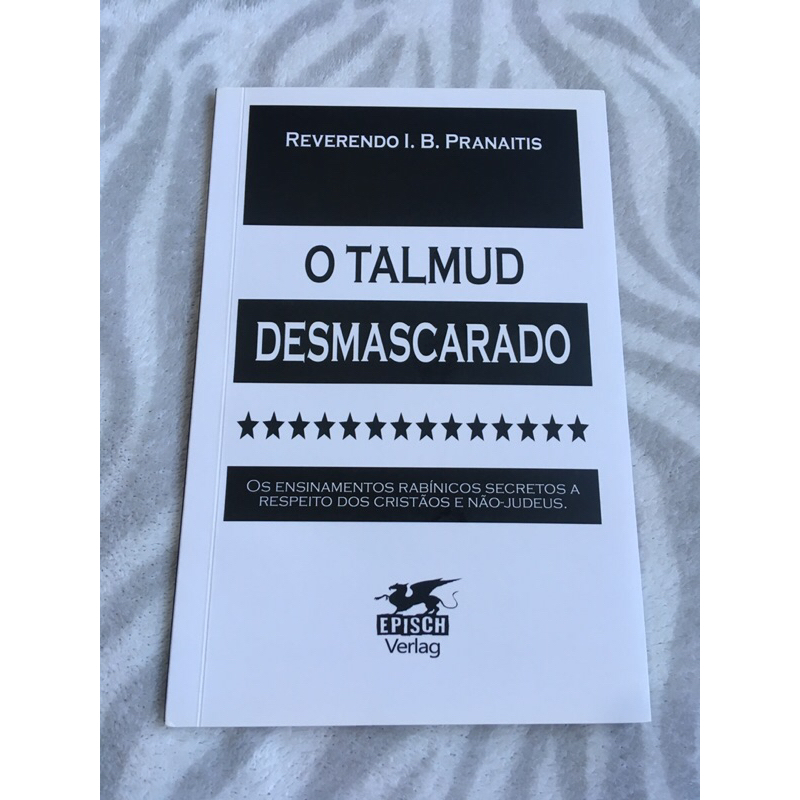 REVERENDO I. B. PRANAITIS
O TALMUD
DESMASCARADO
OS ENSINAMENTOS RABÍNICOS SECRETOS A
RESPEITO DOS CRISTÃOS E NÃO-JUDEUS.
EPISCH
Verlag